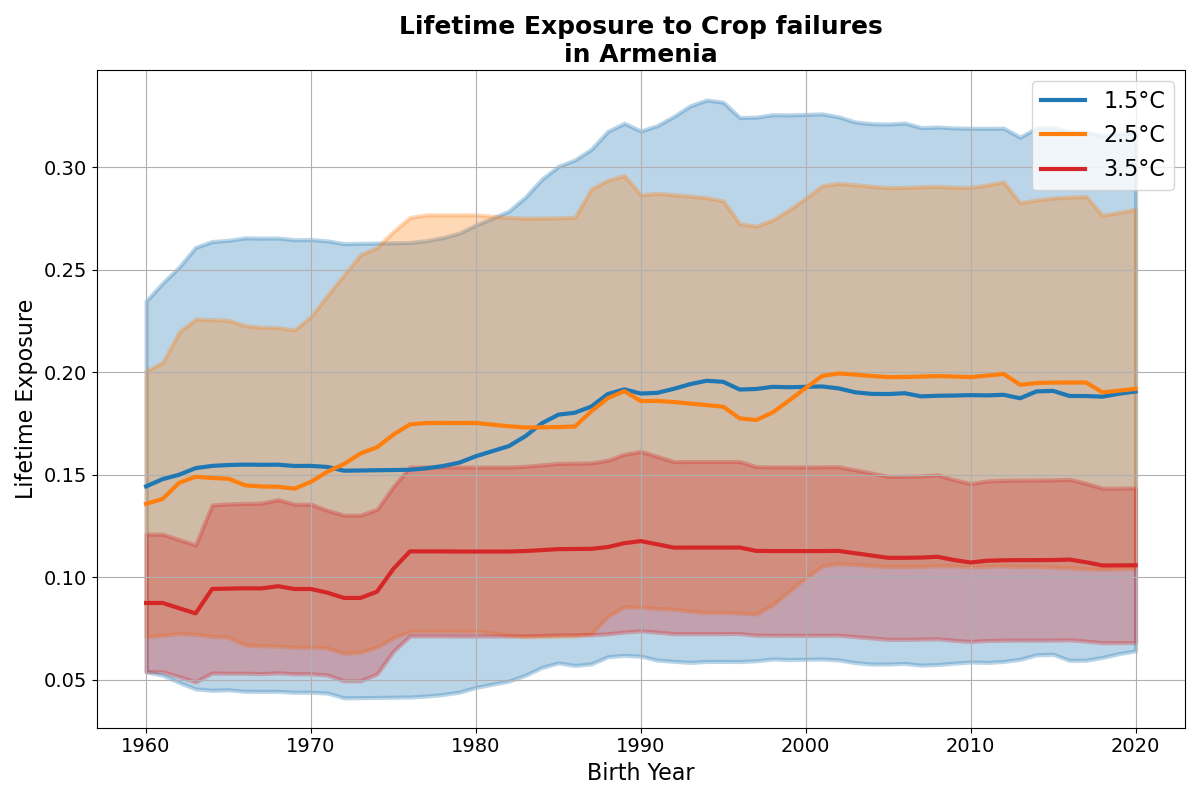 Lifetime Exposure to Crop failures
in Armenia
1.5°C
2.5°C
3.5°C
Lifetime Exposure
0.30
0.25
0.20
0.15
0.10
0.05
1960 1970 1980 1990 2000 2010 2020
Birth Year